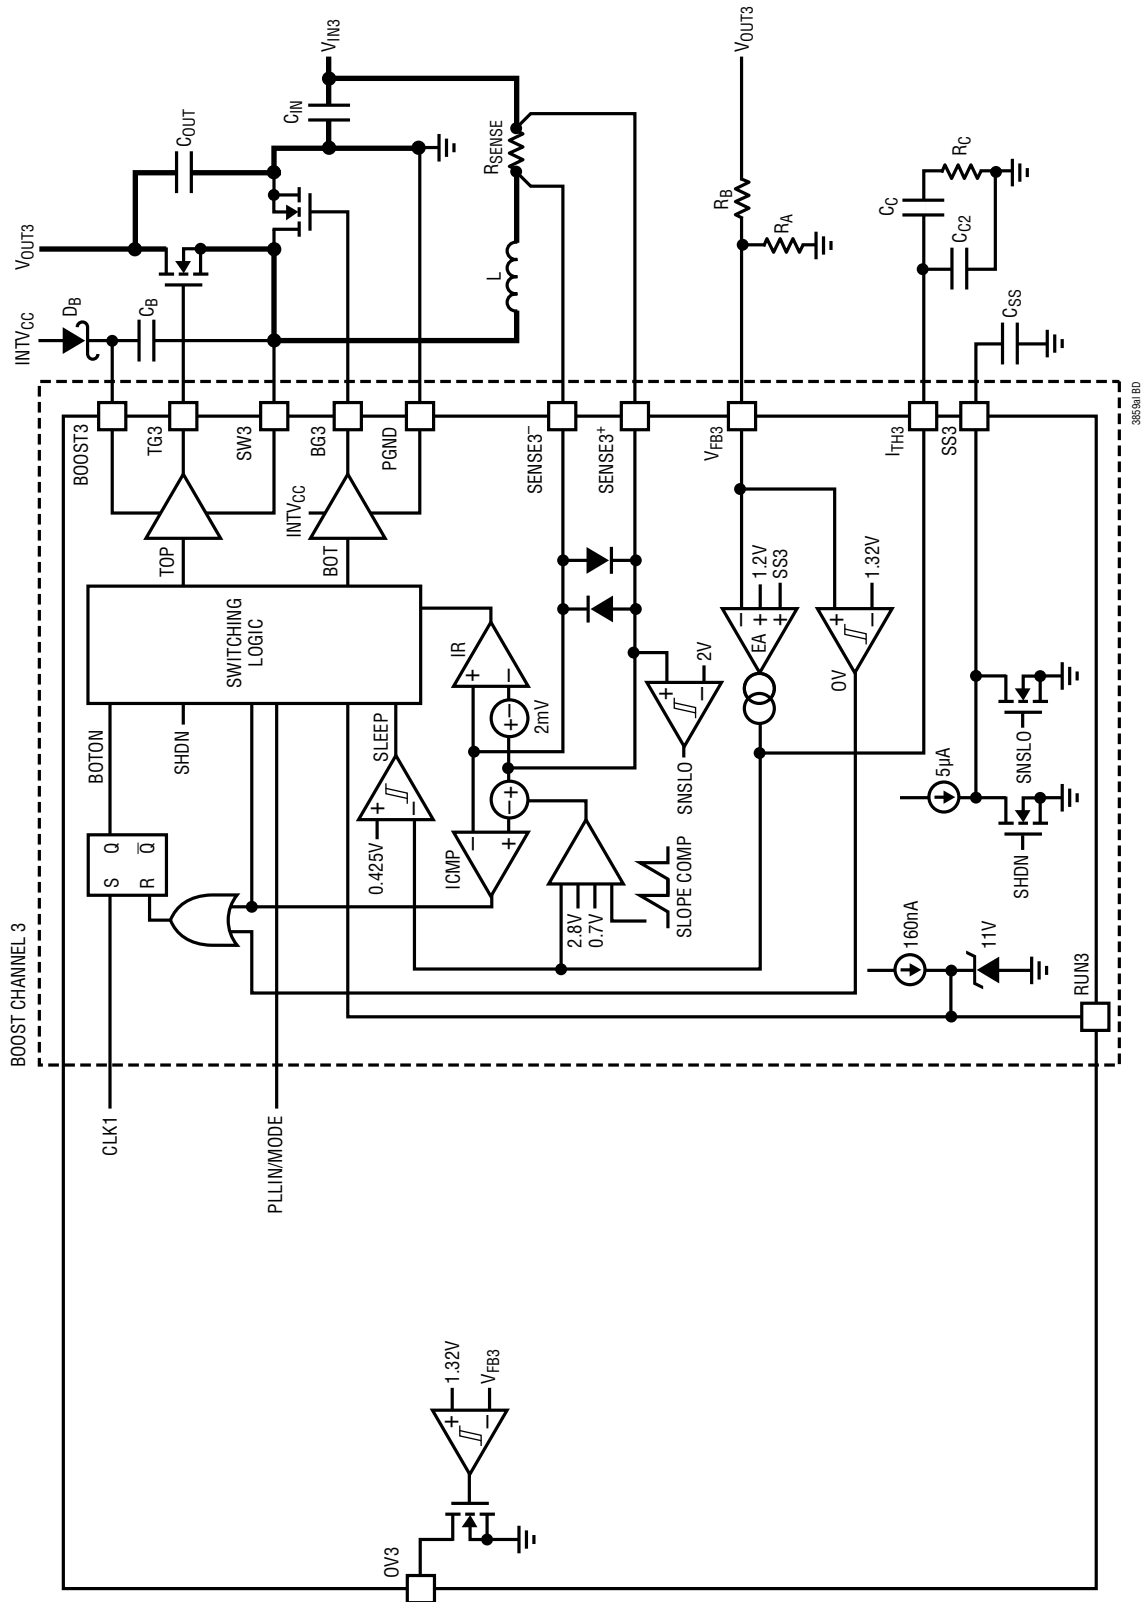 VIN3
COUT
CIN
RSENSE
VOUT3
VOUT3
RB
RA
CC
RC
CC2
L
DB
CB
INTVCC
CSS
BOOST3
TG3
SW3
BG3
PGND
SENSE3–
SENSE3+
VFB3
ITH3
SS3
3859al BD
INTVCC
TOP
BOT
SWITCHING
LOGIC
IR
+
–
+
–
2mV
+
–
2V
SNSLO
–
+
+
EA
1.2V
SS3
+
–
1.32V
OV
BOTON
SHDN
SLEEP
+
–
0.425V
–
+
ICMP
+
–
5µA
SNSLO
SHDN
S
Q
R
Q̅
2.8V
0.7V
SLOPE COMP
160nA
11V
RUN3
BOOST CHANNEL 3
CLK1
PLLIN/MODE
1.32V
VFB3
+
–
OV3